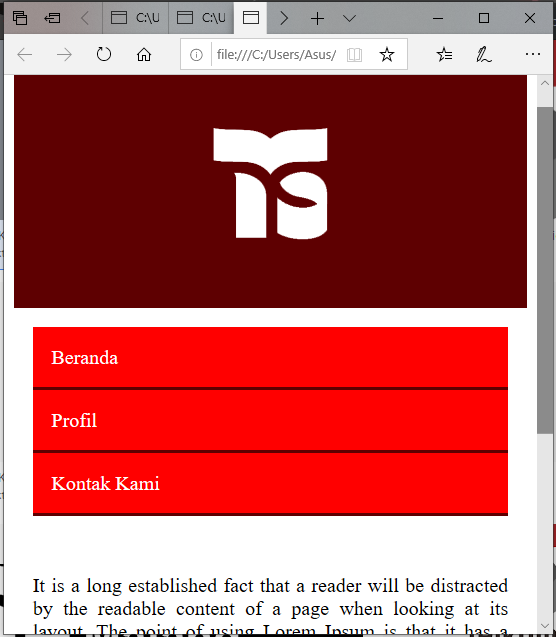 C:\U
C:\U
file:///C:/Users/Asus/
Beranda
Profil
Kontak Kami
It is a long established fact that a reader will be distracted
by the readable content of a page when looking at its
layout. The point of using Lorem Ipsum is that it has a